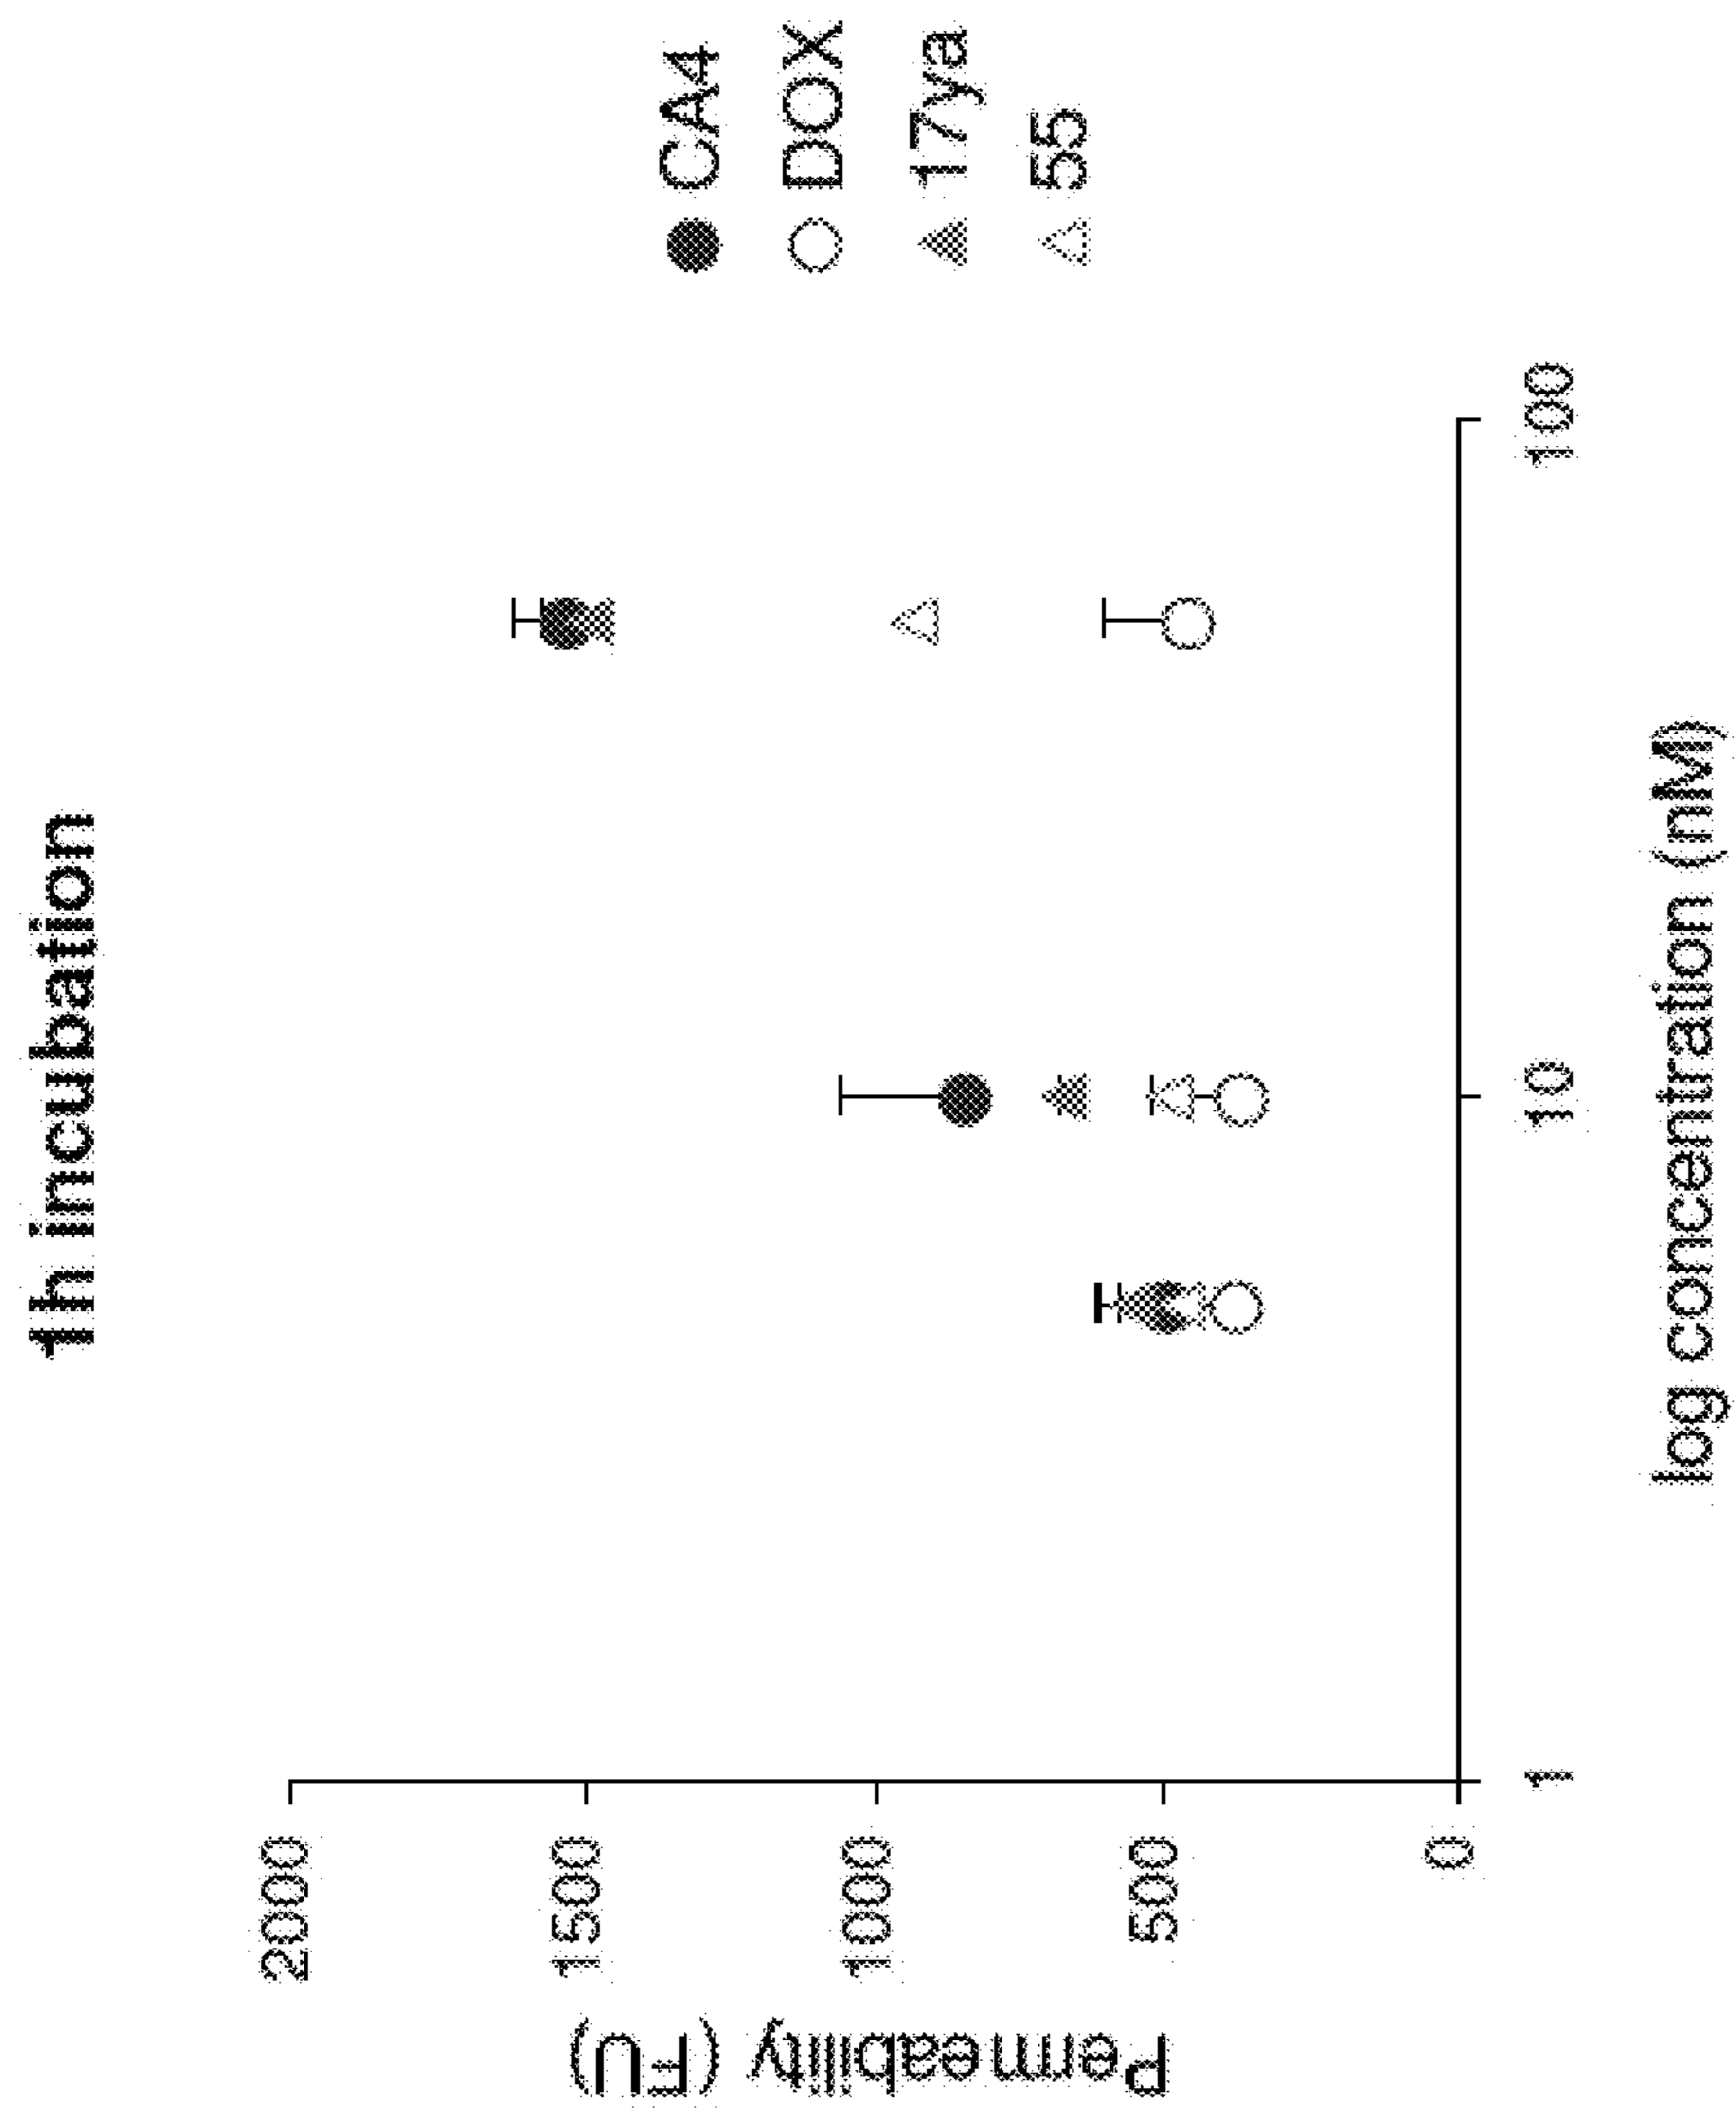 1h incubation
CA4
DOX
17ya
55
Permeability (FU)
2000
1500
1000
500
0
1
10
100
log concentration (nM)